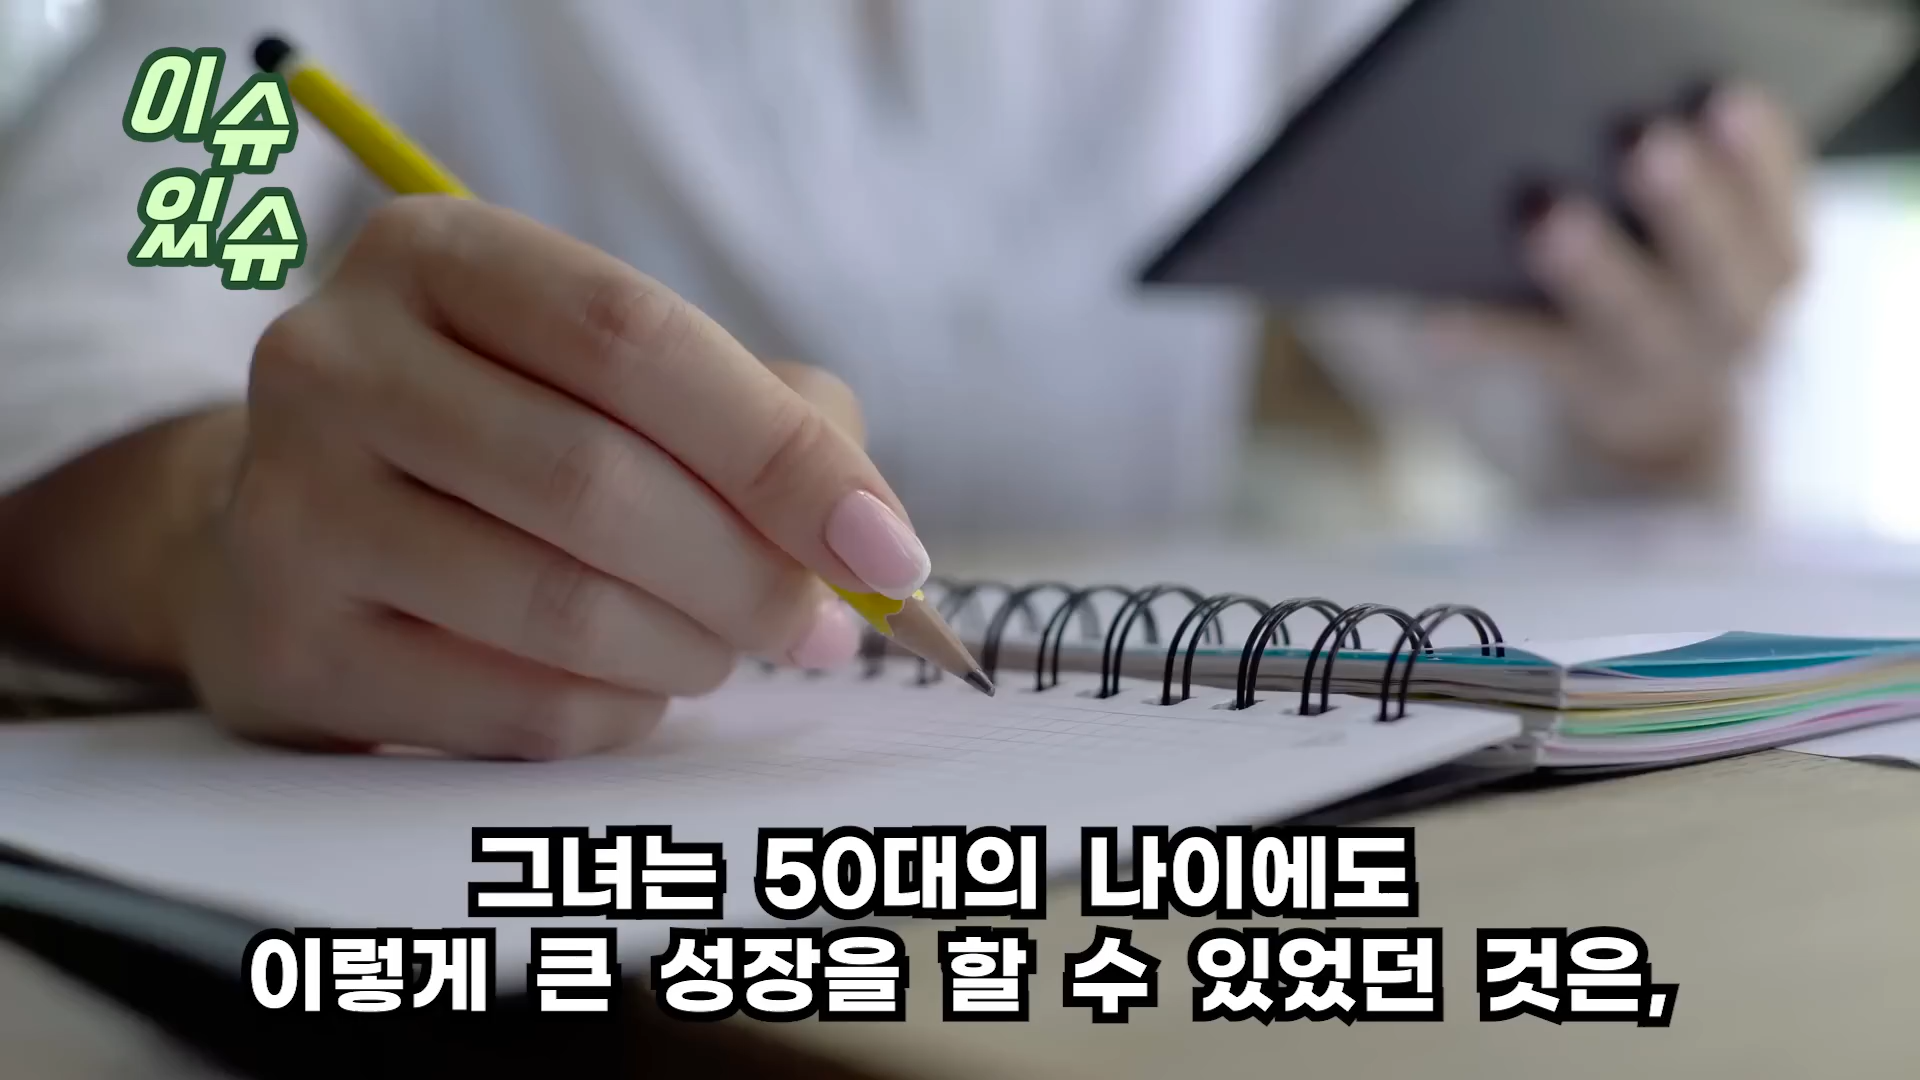 이슈
있슈
그녀는 50대의 나이에도
이렇게 큰 성장을 할 수 있었던 것은,